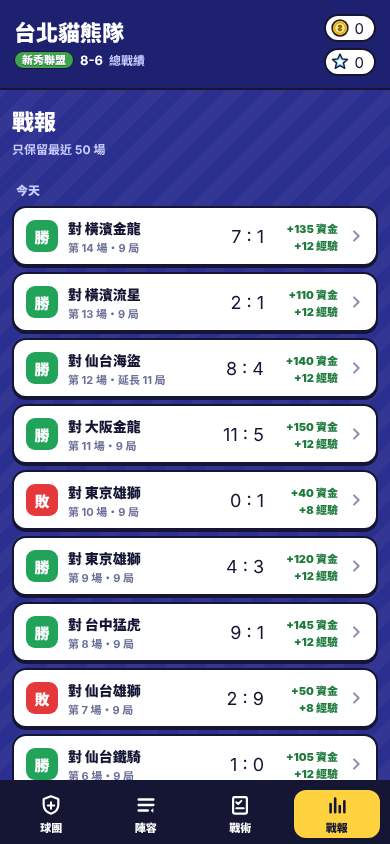 台北貓熊隊
0
新秀聯盟 8-6 總戰績
0
戰報
只保留最近 50 場
今天
勝 對 橫濱金龍 7 : 1 +135 資金
第 14 場・9 局 +12 經驗
勝 對 橫濱流星 2 : 1 +110 資金
第 13 場・9 局 +12 經驗
勝 對 仙台海盜 8 : 4 +140 資金
第 12 場・延長 11 局 +12 經驗
勝 對 大阪金龍 11 : 5 +150 資金
第 11 場・9 局 +12 經驗
敗 對 東京雄獅 0 : 1 +40 資金
第 10 場・9 局 +8 經驗
勝 對 東京雄獅 4 : 3 +120 資金
第 9 場・9 局 +12 經驗
勝 對 台中猛虎 9 : 1 +145 資金
第 8 場・9 局 +12 經驗
敗 對 仙台雄獅 2 : 9 +50 資金
第 7 場・9 局 +8 經驗
勝 對 仙台鐵騎 1 : 0 +105 資金
第 6 場・9 局 +12 經驗
球團 陣容 戰術 戰報